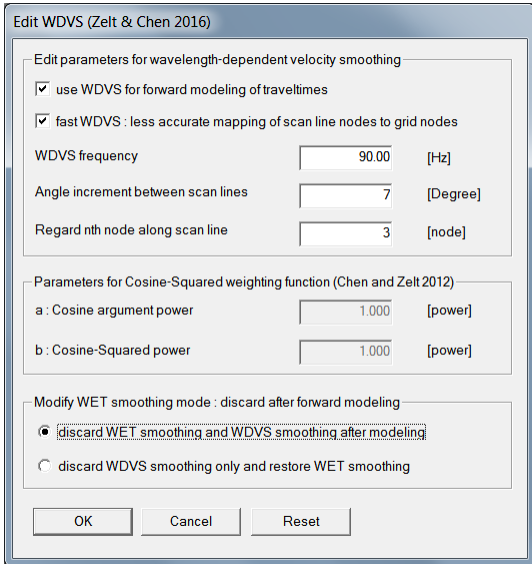 Edit WDVS (Zelt & Chen 2016)
Edit parameters for wavelength-dependent velocity smoothing
use WDVS for forward modeling of traveltimes
fast WDVS : less accurate mapping of scan line nodes to grid nodes
WDVS frequency 90.00 [Hz]
Angle increment between scan lines 7 [Degree]
Regard nth node along scan line 3 [node]
Parameters for Cosine-Squared weighting function (Chen and Zelt 2012)
a : Cosine argument power 1.000 [power]
b : Cosine-Squared power 1.000 [power]
Modify WET smoothing mode : discard after forward modeling
discard WET smoothing and WDVS smoothing after modeling
discard WDVS smoothing only and restore WET smoothing
OK Cancel Reset